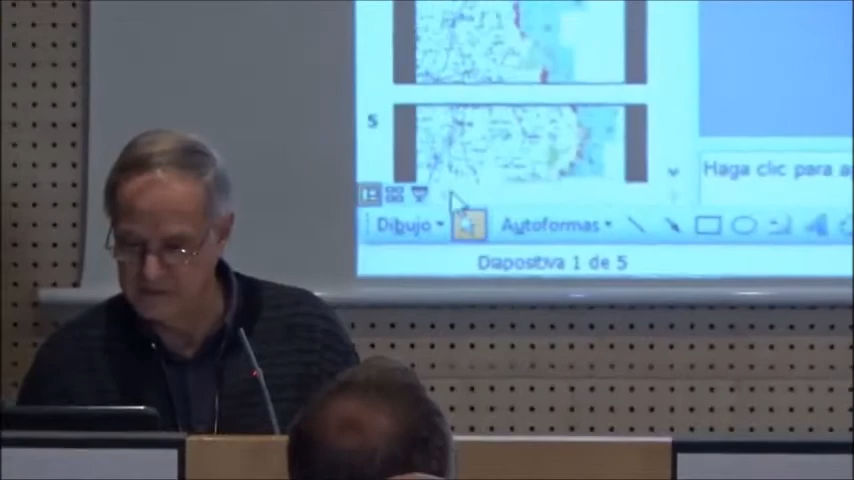 5
Haga clic para a
Dibujo
Autoformas
Diapositiva 1 de 5